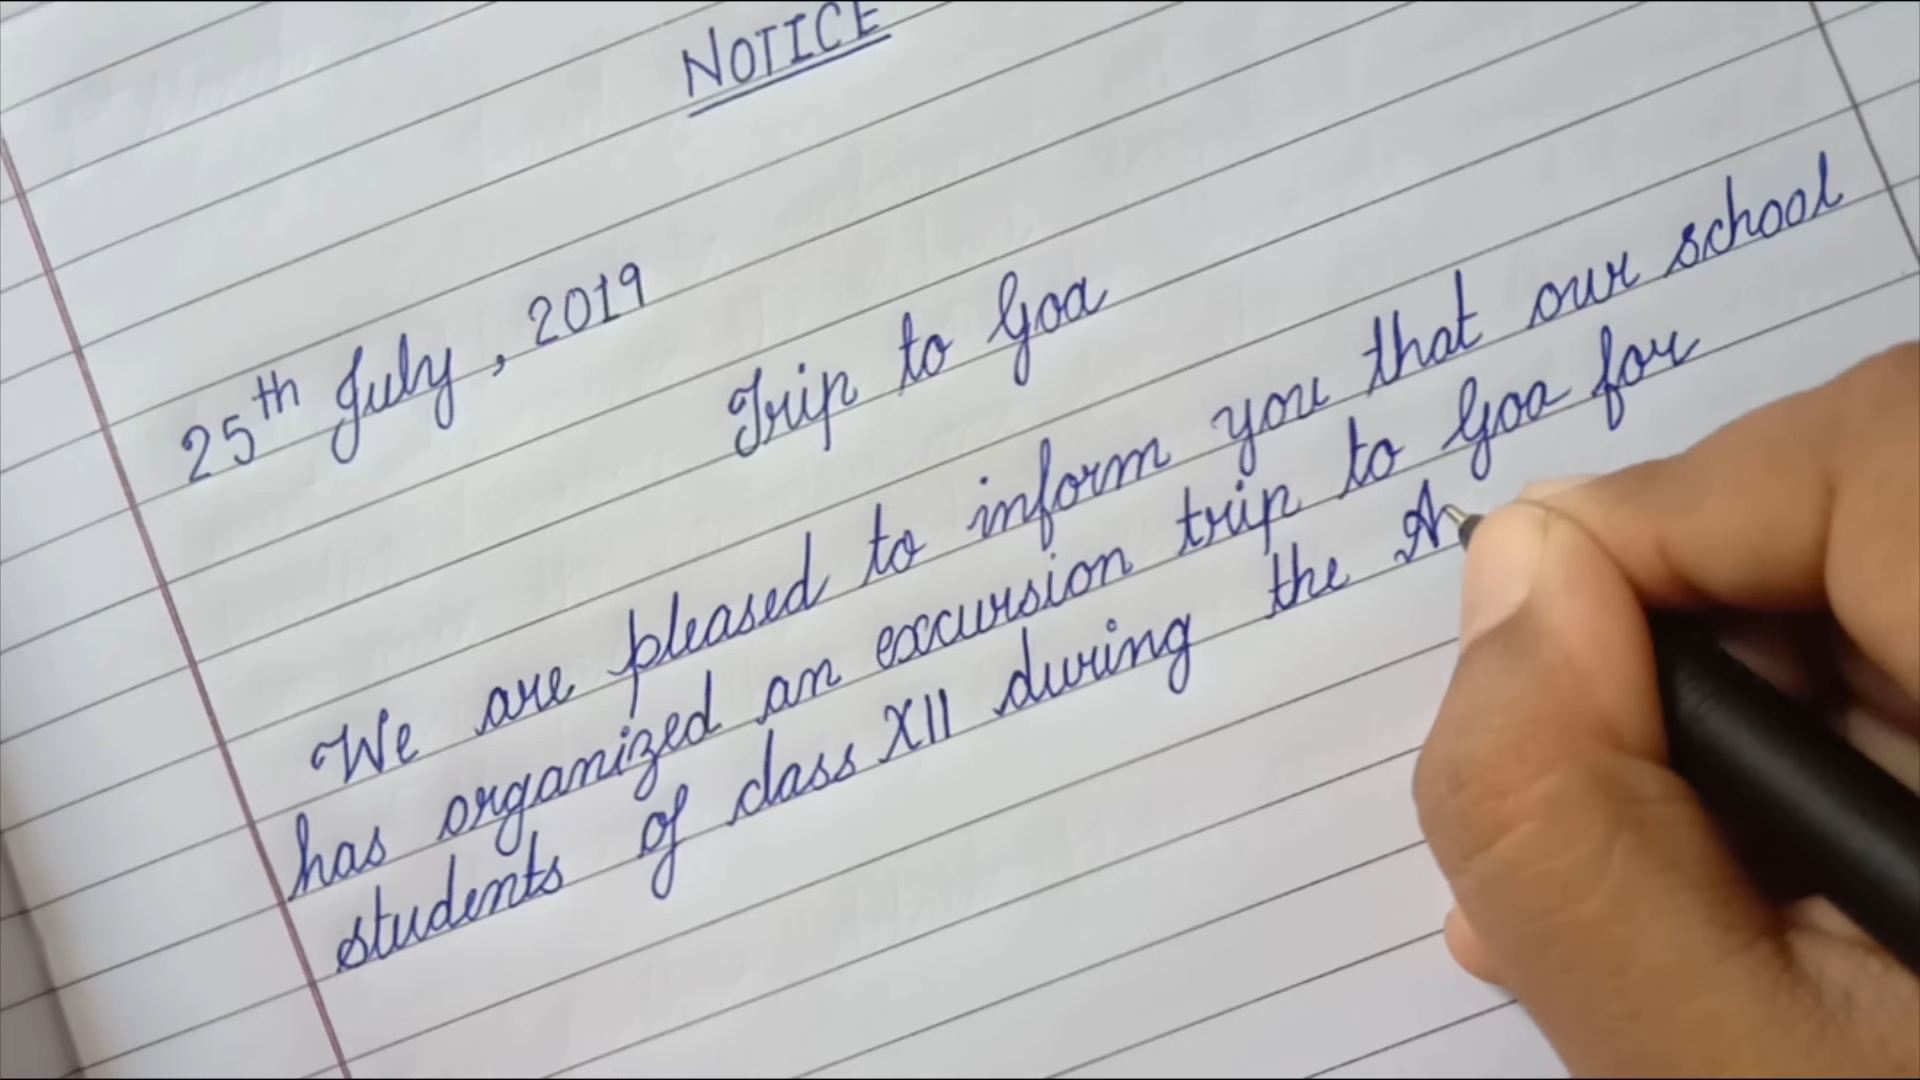 NOTICE
25th July, 2019
Trip to Goa
We are pleased to inform you that our school
has organized an excursion trip to Goa for
students of class XII during the